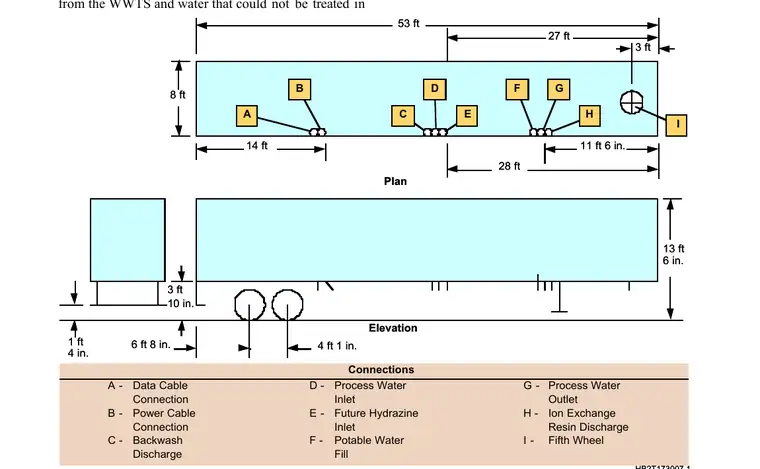 from the WWTS and water that could not be treated in
53 ft
27 ft
3 ft
8 ft
B
D
F
G
A
C
E
H
I
14 ft
11 ft 6 in.
28 ft
Plan
13 ft
6 in.
3 ft
10 in.
Elevation
1 ft
4 in.
6 ft 8 in.
4 ft 1 in.
Connections
A - Data Cable Connection
B - Power Cable Connection
C - Backwash Discharge
D - Process Water Inlet
E - Future Hydrazine Inlet
F - Potable Water Fill
G - Process Water Outlet
H - Ion Exchange Resin Discharge
I - Fifth Wheel
HP2T173007-1